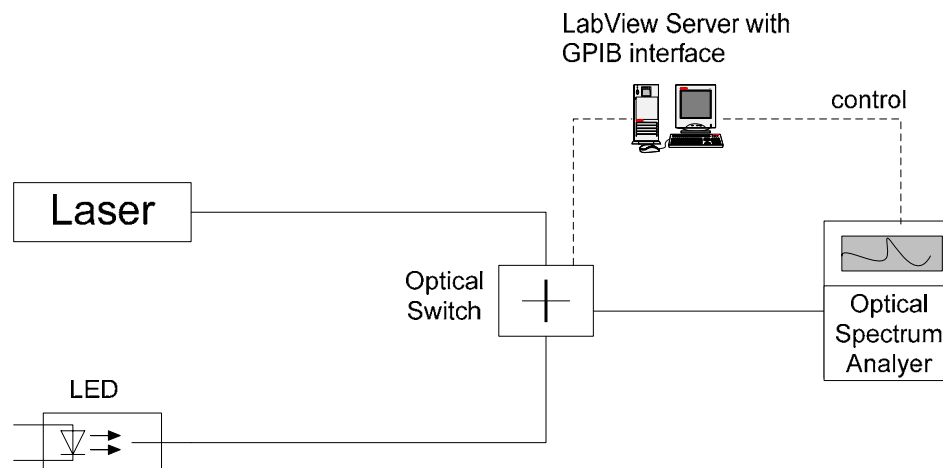 LabView Server with
GPIB interface
control
Laser
Optical
Switch
Optical
Spectrum
Analyer
LED